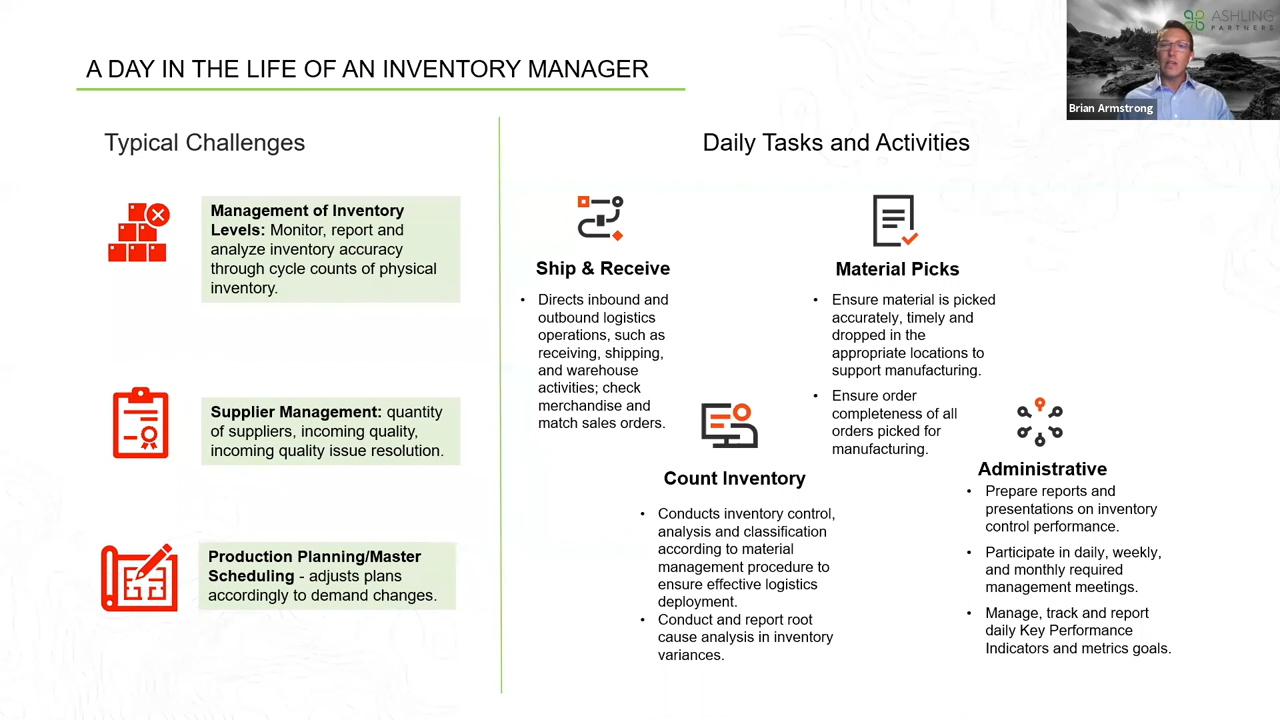 A DAY IN THE LIFE OF AN INVENTORY MANAGER
ASHLING
PARTNERS
Brian Armstrong
Typical Challenges
Management of Inventory
Levels: Monitor, report and
analyze inventory accuracy
through cycle counts of physical
inventory.
Supplier Management: quantity
of suppliers, incoming quality,
incoming quality issue resolution.
Production Planning/Master
Scheduling - adjusts plans
accordingly to demand changes.
Daily Tasks and Activities
Ship & Receive
• Directs inbound and
outbound logistics
operations, such as
receiving, shipping,
and warehouse
activities; check
merchandise and
match sales orders.
Material Picks
• Ensure material is picked
accurately, timely and
dropped in the
appropriate locations to
support manufacturing.
• Ensure order
completeness of all
orders picked for
manufacturing.
Count Inventory
• Conducts inventory control,
analysis and classification
according to material
management procedure to
ensure effective logistics
deployment.
• Conduct and report root
cause analysis in inventory
variances.
Administrative
• Prepare reports and
presentations on inventory
control performance.
• Participate in daily, weekly,
and monthly required
management meetings.
• Manage, track and report
daily Key Performance
Indicators and metrics goals.